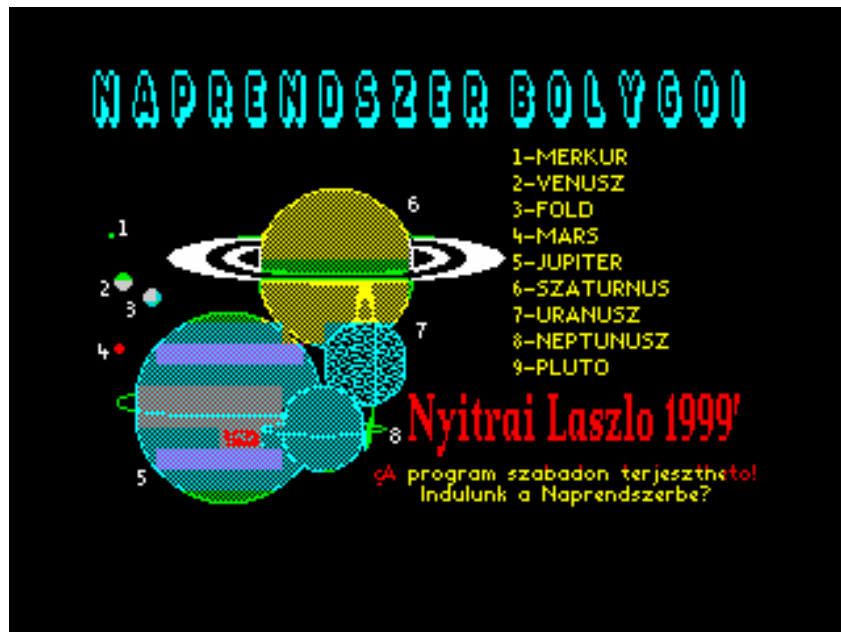 NAPRENDSZER BOLYGOI
1-MERKUR
2-VENUSZ
3-FOLD
4-MARS
5-JUPITER
6-SZATURNUS
7-URANUSZ
8-NEPTUNUSZ
9-PLUTO
6
1
2
3
7
4
8
5
Nyitrai Laszlo 1999'
çA program szabadon terjesztheto!
Indulunk a Naprendszerbe?